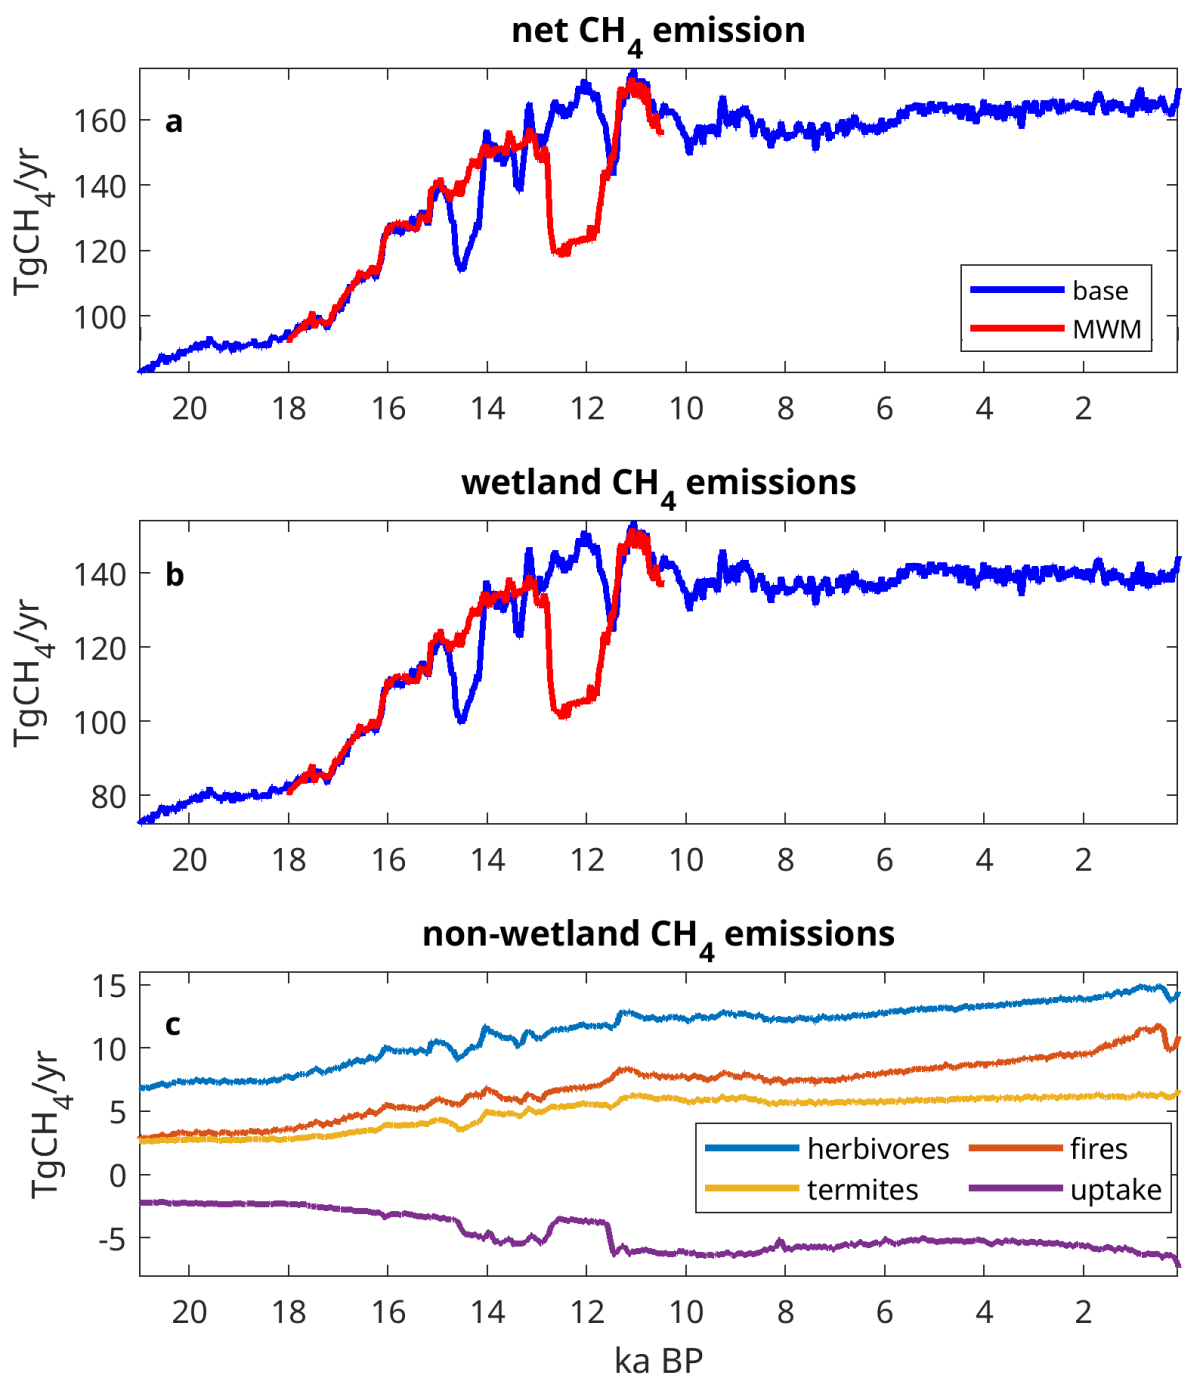 net CH4 emission
a
TgCH4/yr
160
140
120
100
base
MWM
20 18 16 14 12 10 8 6 4 2
wetland CH4 emissions
b
TgCH4/yr
140
120
100
80
20 18 16 14 12 10 8 6 4 2
non-wetland CH4 emissions
c
TgCH4/yr
15
10
5
0
-5
herbivores fires
termites uptake
20 18 16 14 12 10 8 6 4 2
ka BP